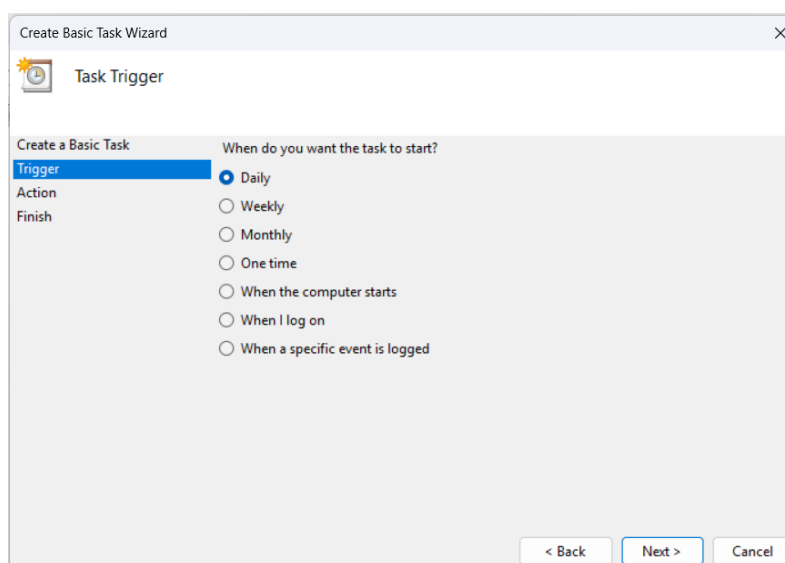 Create Basic Task Wizard
Task Trigger
Create a Basic Task
Trigger
Action
Finish
When do you want the task to start?
Daily
Weekly
Monthly
One time
When the computer starts
When I log on
When a specific event is logged
< Back
Next >
Cancel